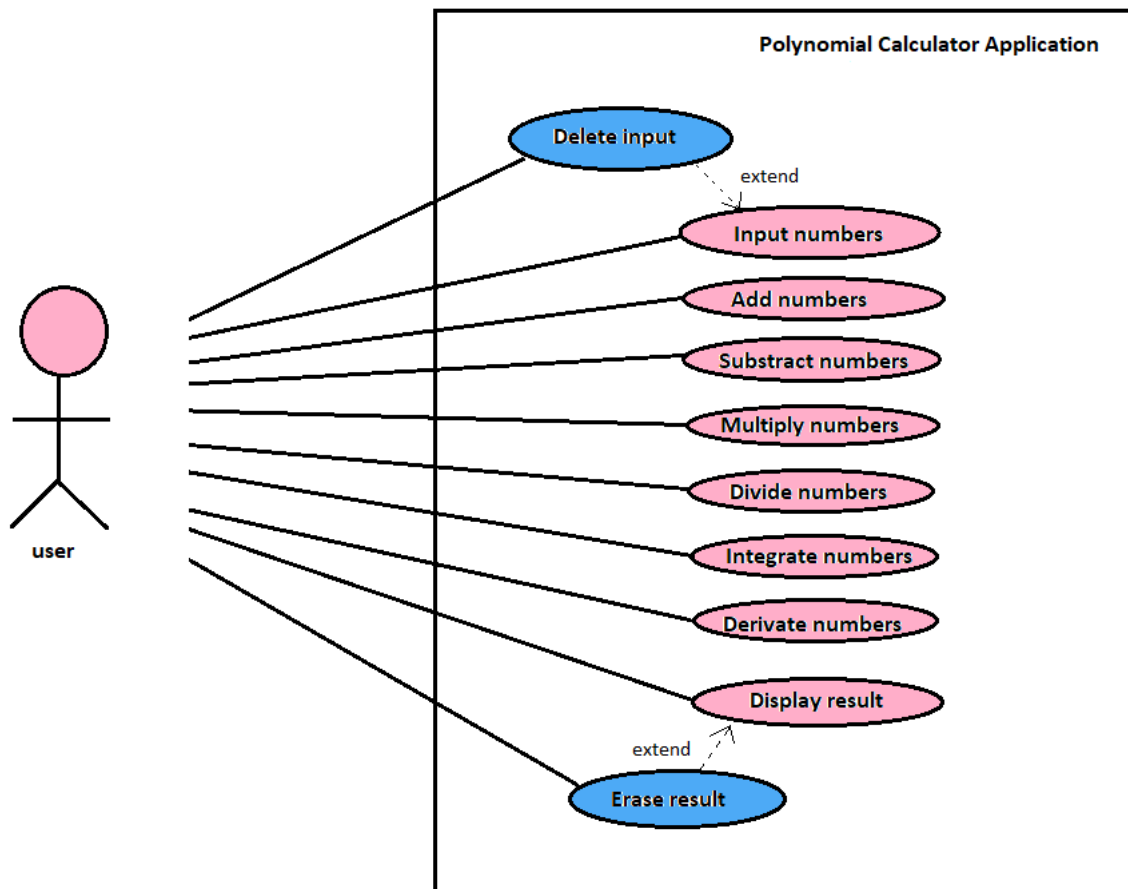 Polynomial Calculator Application
Delete input
extend
Input numbers
Add numbers
Substract numbers
Multiply numbers
Divide numbers
Integrate numbers
user
Derivate numbers
Display result
extend
Erase result